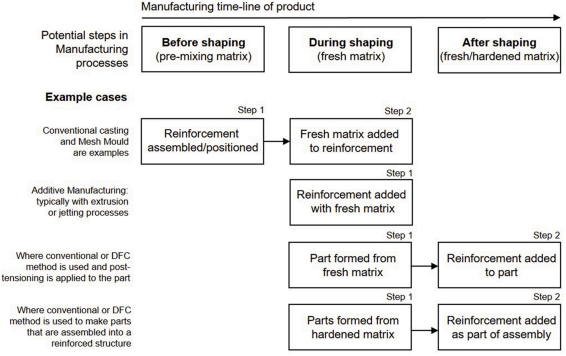 Manufacturing time-line of product
Potential steps in
Manufacturing
processes
Before shaping
(pre-mixing matrix)
During shaping
(fresh matrix)
After shaping
(fresh/hardened matrix)
Example cases
Conventional casting
and Mesh Mould
are examples
Step 1
Reinforcement
assembled/positioned
Step 2
Fresh matrix added
to reinforcement
Additive Manufacturing:
typically with extrusion
or jetting processes
Step 1
Reinforcement added
with fresh matrix
Where conventional or DFC
method is used and post-
tensioning is applied to the part
Step 1
Part formed from
fresh matrix
Step 2
Reinforcement added
to part
Where conventional or DFC
method is used to make parts
that are assembled into a
reinforced structure
Step 1
Parts formed from
hardened matrix
Step 2
Reinforcement added
as part of assembly